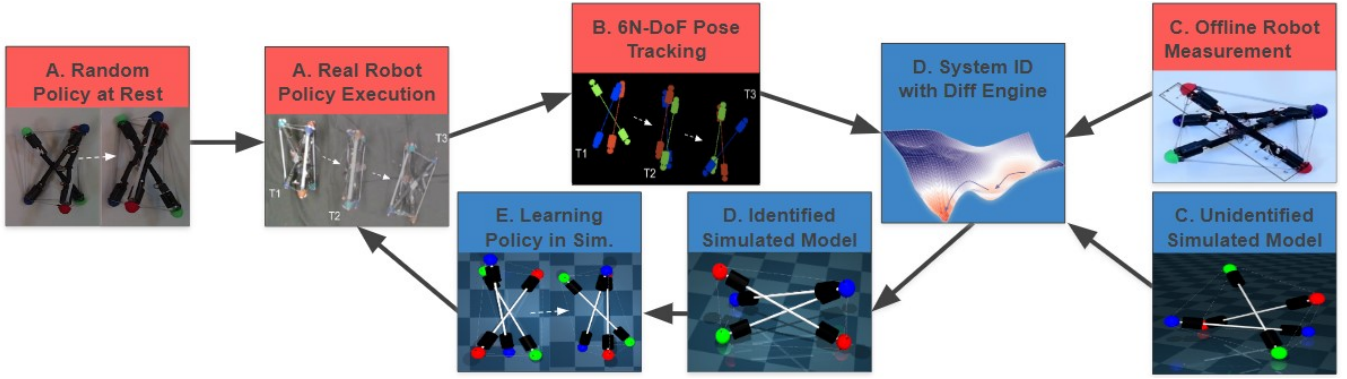 A. Random
Policy at Rest
A. Real Robot
Policy Execution
T1
T2
T3
B. 6N-DoF Pose
Tracking
T1
T2
T3
D. System ID
with Diff Engine
C. Offline Robot
Measurement
E. Learning
Policy in Sim.
D. Identified
Simulated Model
C. Unidentified
Simulated Model